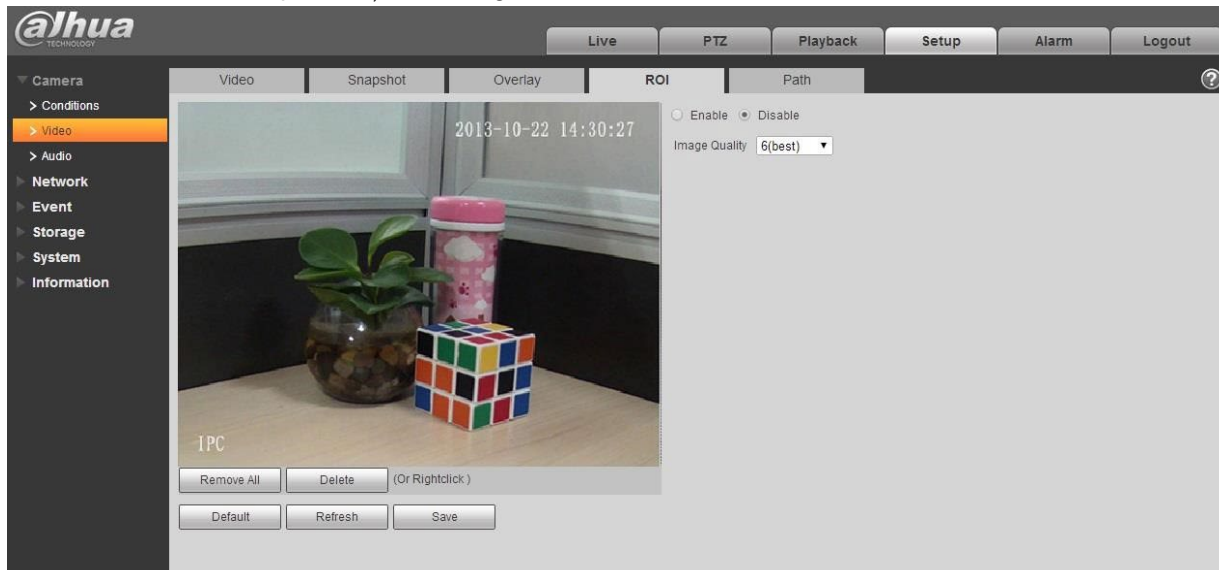 alhua
TECHNOLOGY
Live PTZ Playback Setup Alarm Logout
Camera
Conditions
Video
Audio
Network
Event
Storage
System
Information
Video Snapshot Overlay ROI Path
?
2013-10-22 14:30:27
IPC
Enable Disable
Image Quality 6(best)
Remove All Delete (Or Rightclick )
Default Refresh Save